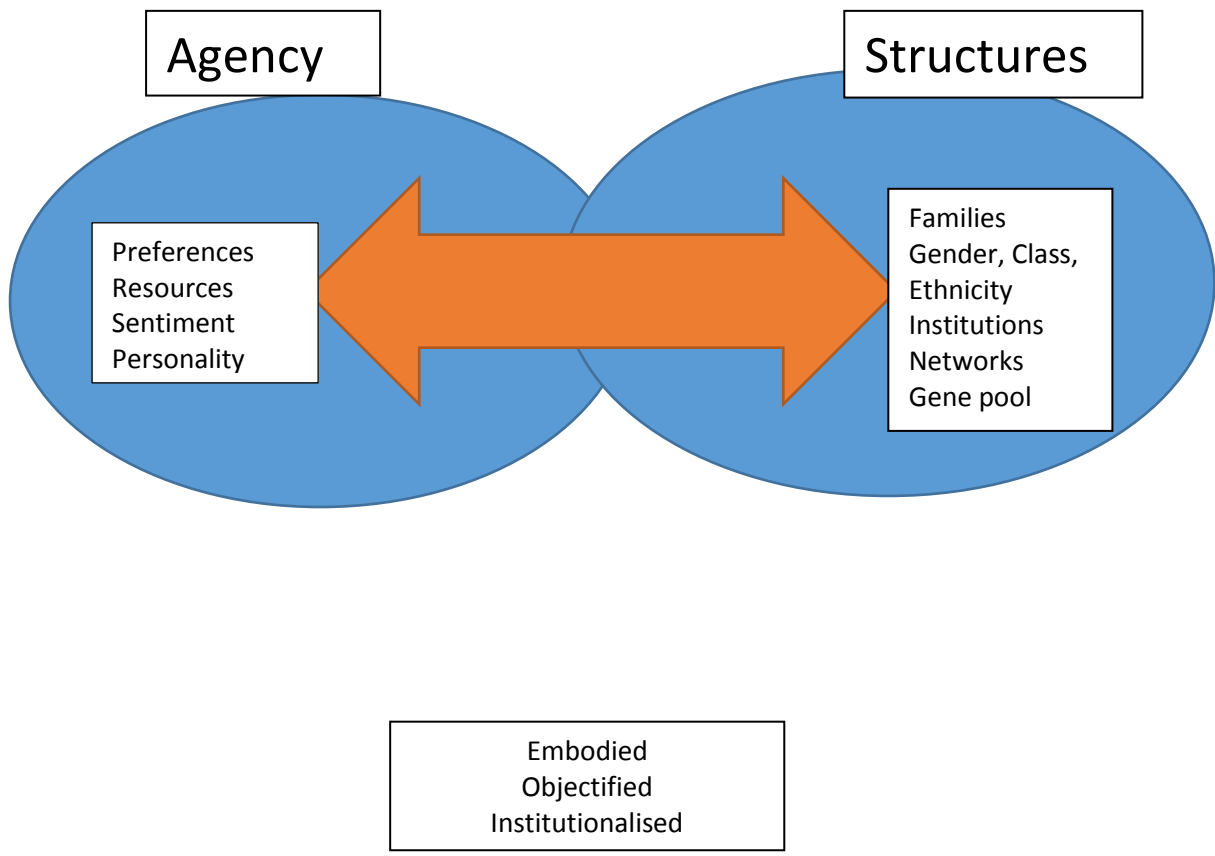 Agency
Structures
Preferences
Resources
Sentiment
Personality
Families
Gender, Class,
Ethnicity
Institutions
Networks
Gene pool
Embodied
Objectified
Institutionalised